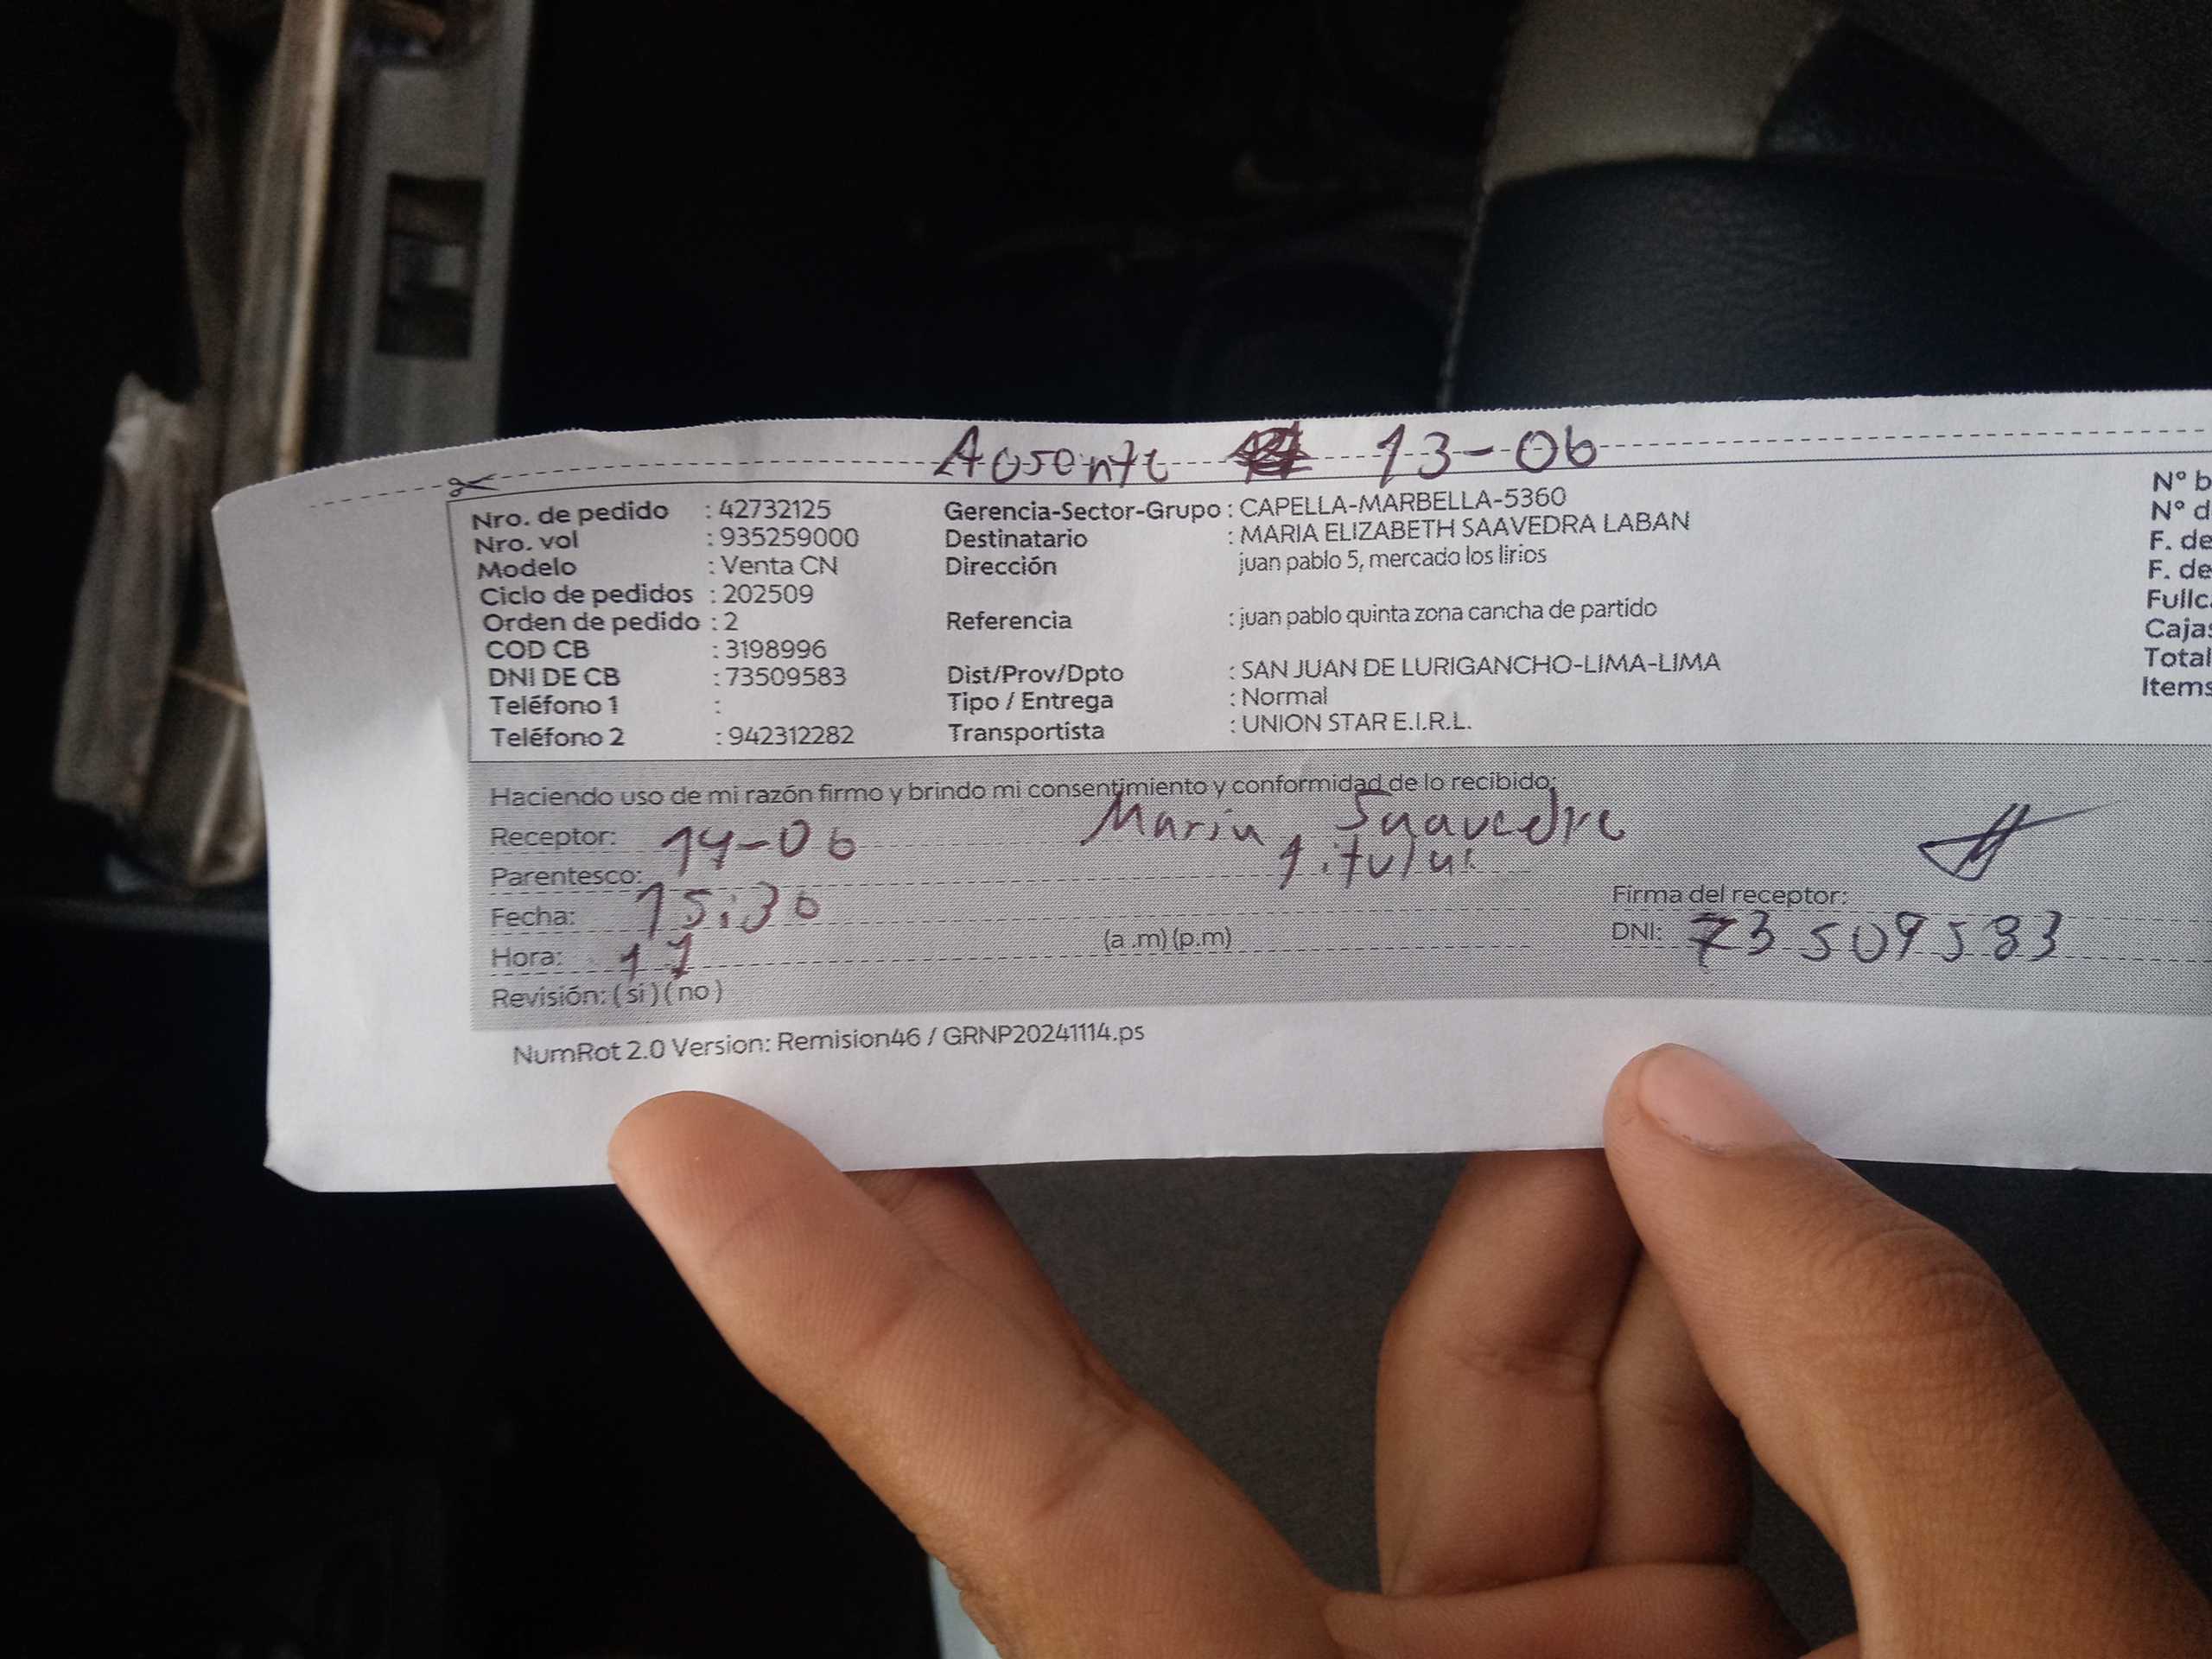 Ausente 13-06
Nro. de pedido : 42732125
Nro. vol : 935259000
Modelo : Venta CN
Ciclo de pedidos : 202509
Orden de pedido : 2
COD CB : 3198996
DNI DE CB : 73509583
Teléfono 1 :
Teléfono 2 : 942312282
Gerencia-Sector-Grupo : CAPELLA-MARBELLA-5360
Destinatario : MARIA ELIZABETH SAAVEDRA LABAN
Dirección juan pablo 5, mercado los lirios
Referencia : juan pablo quinta zona cancha de partido
Dist/Prov/Dpto : SAN JUAN DE LURIGANCHO-LIMA-LIMA
Tipo / Entrega : Normal
Transportista : UNION STAR E.I.R.L.
N° b
N° d
F. de
F. de
Fullc
Cajas
Total
Items
Haciendo uso de mi razón firmo y brindo mi consentimiento y conformidad de lo recibido:
Receptor: 14-06 Maria Saavedra
Parentesco: titular
Fecha: 15:30
Hora: 11 (a .m) (p.m)
Revisión: ( si ) ( no )
Firma del receptor:
DNI: 73509583
NumRot 2.0 Version: Remision46 / GRNP20241114.ps